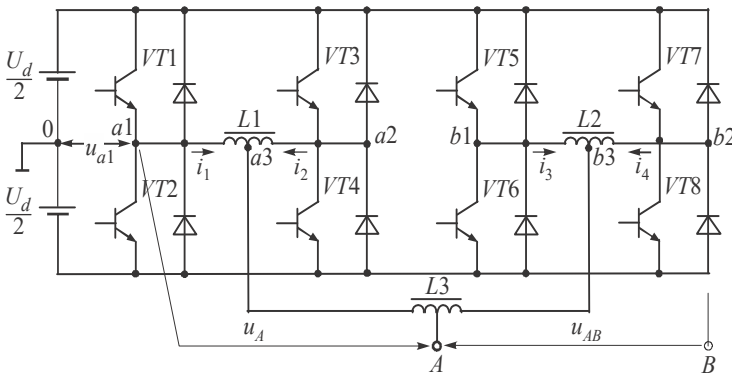 U_d/2
VT1
VT3
VT5
VT7
0
u_a1
a1
L1
a2
b1
L2
b2
i_1
a3
i_2
i_3
b3
i_4
U_d/2
VT2
VT4
VT6
VT8
L3
u_A
u_AB
A
B